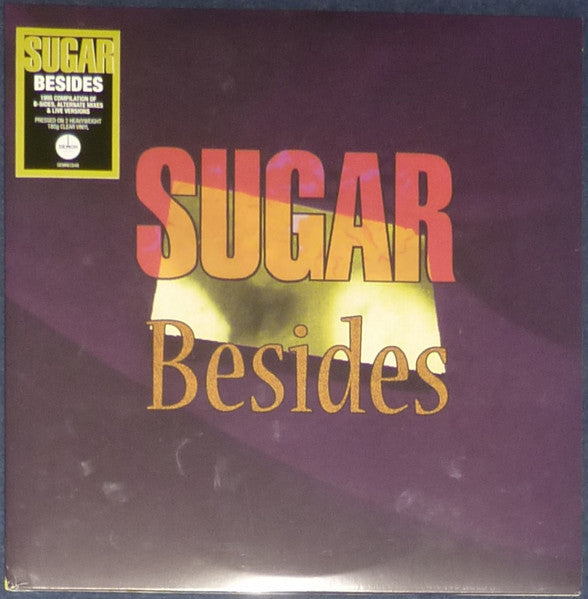 SUGAR
BESIDES
1995 COMPILATION OF
B-SIDES, ALTERNATE MIXES
& LIVE VERSIONS
PRESSED ON 2 HEAVYWEIGHT
180g CLEAR VINYL
DEMON
SUGAR
Besides